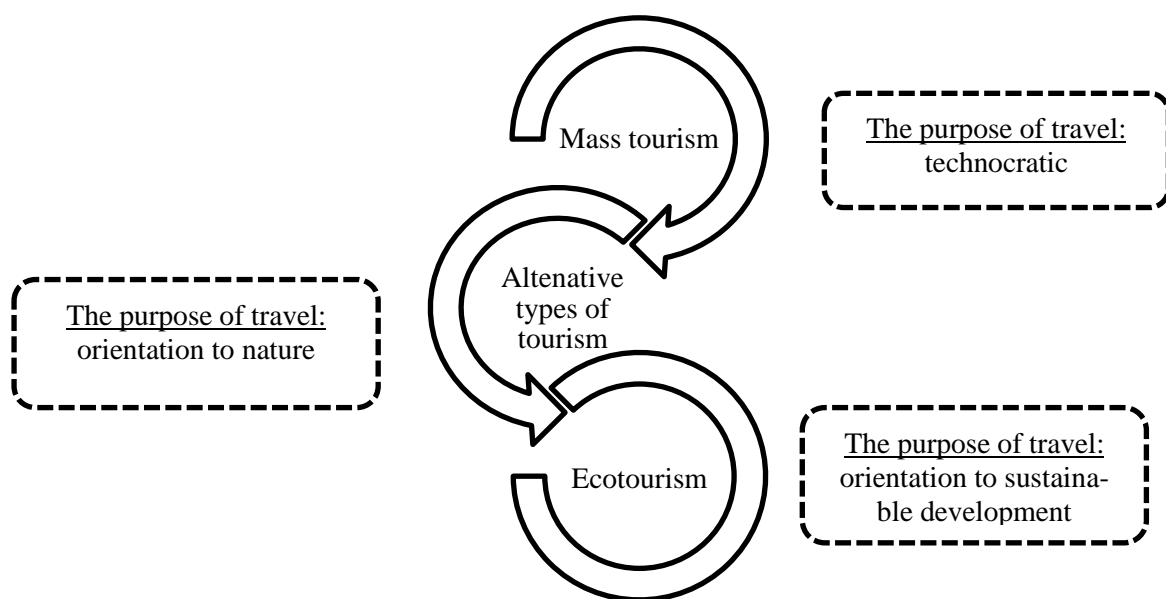 Mass tourism
The purpose of travel:
technocratic
Altenative
types of
tourism
The purpose of travel:
orientation to nature
Ecotourism
The purpose of travel:
orientation to sustaina-
ble development